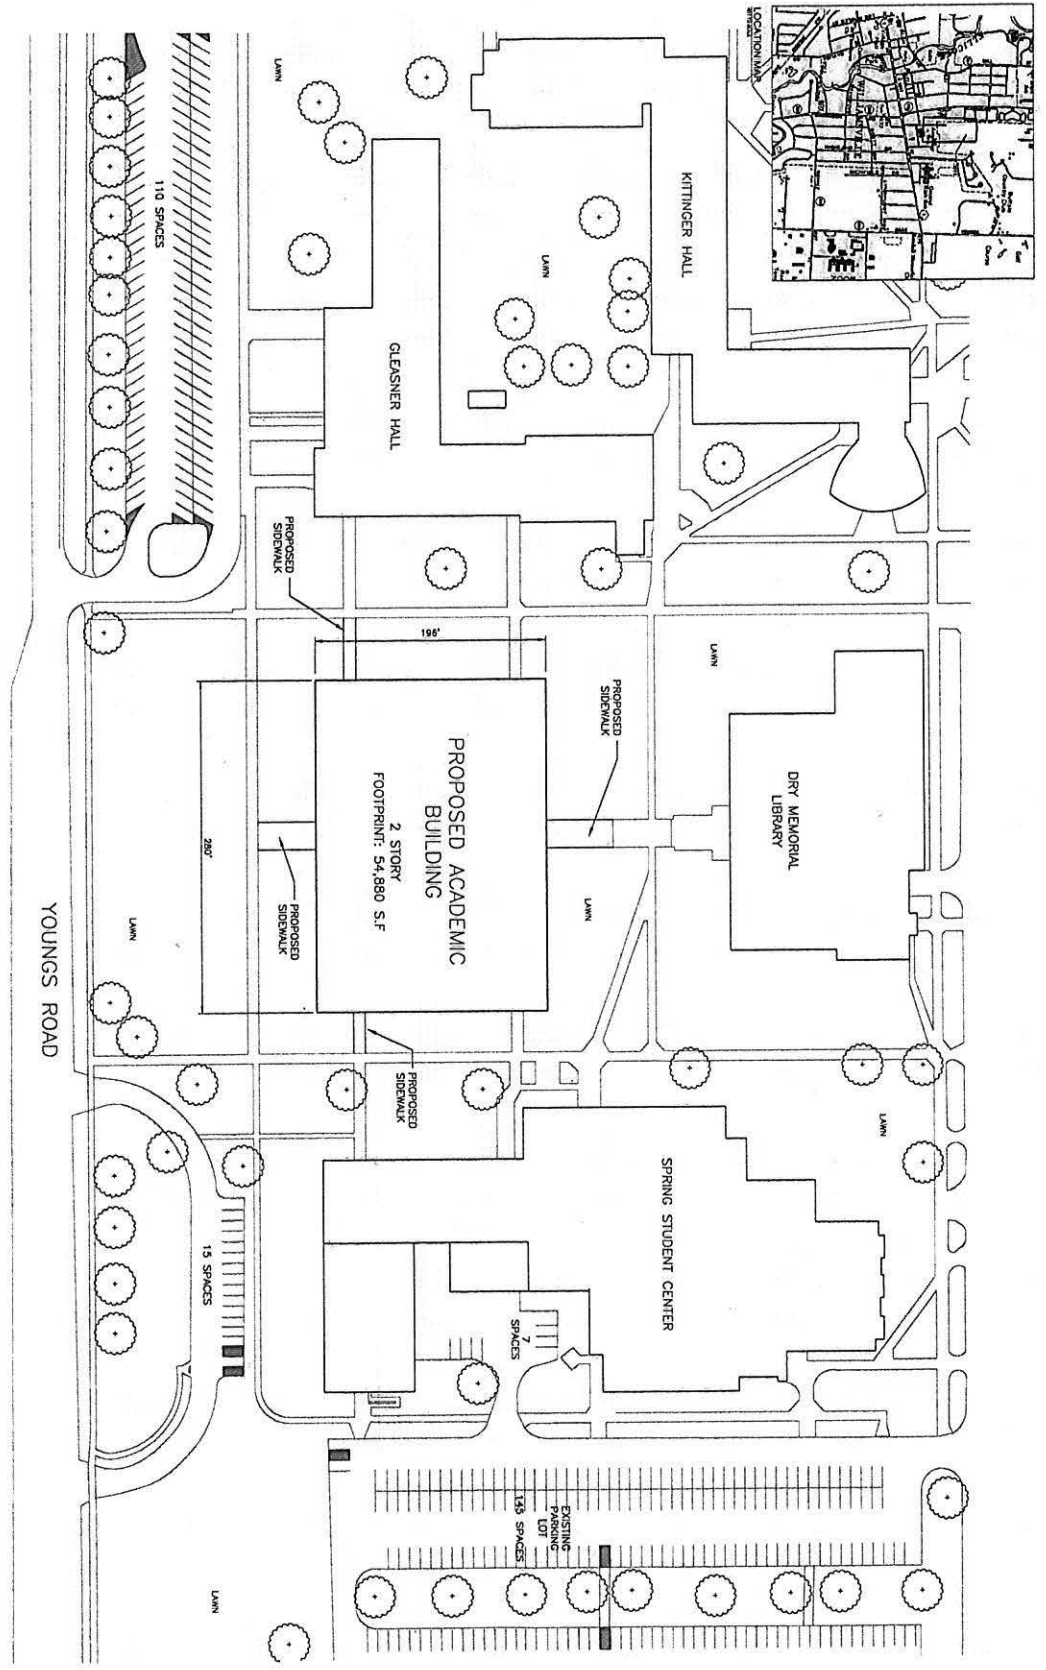 LOCATION MAP
WILLIAMSVILLE
LAWN
110 SPACES
KITTINGER HALL
LAWN
GLEASNER HALL
PROPOSED
SIDEWALK
196'
LAWN
PROPOSED
SIDEWALK
DRY MEMORIAL
LIBRARY
PROPOSED ACADEMIC
BUILDING
2 STORY
FOOTPRINT: 54,880 S.F
280'
PROPOSED
SIDEWALK
LAWN
LAWN
YOUNGS ROAD
PROPOSED
SIDEWALK
LAWN
SPRING STUDENT CENTER
15 SPACES
7
SPACES
EXISTING
PARKING
LOT
145 SPACES
LAWN